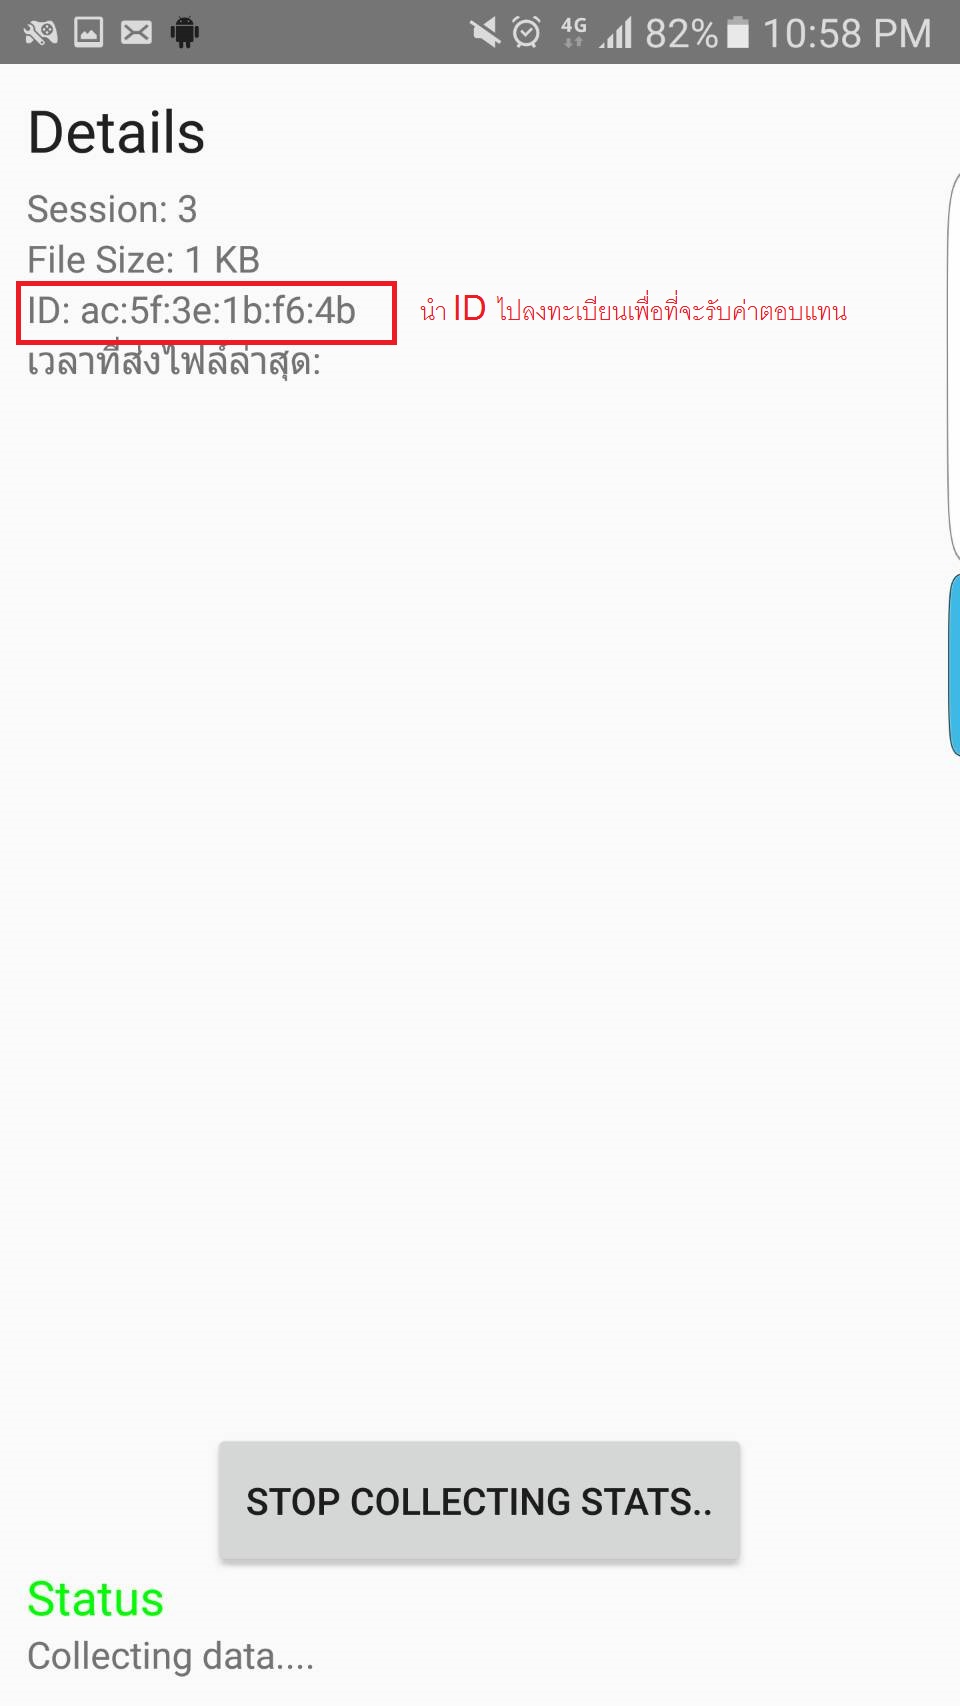 4G 82% 10:58 PM
Details
Session: 3
File Size: 1 KB
ID: ac:5f:3e:1b:f6:4b นำ ID ไปลงทะเบียนเพื่อที่จะรับค่าตอบแทน
เวลาที่ส่งไฟล์ล่าสุด:
STOP COLLECTING STATS..
Status
Collecting data....